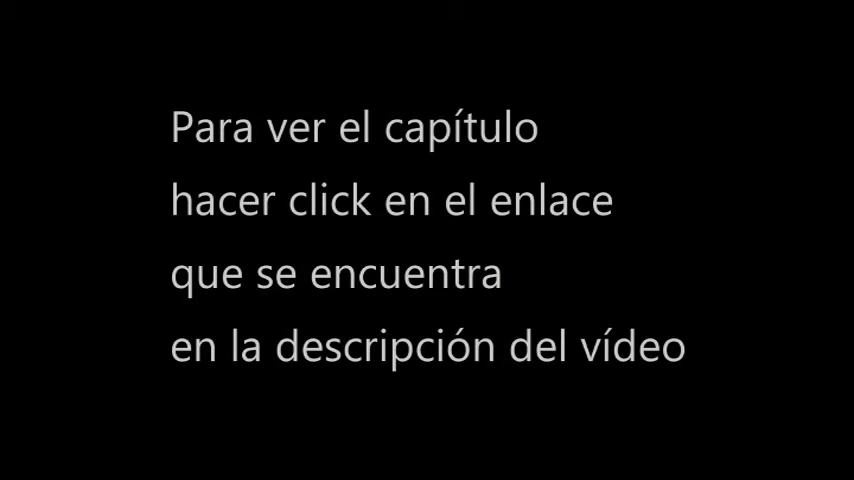 Para ver el capítulo
hacer click en el enlace
que se encuentra
en la descripción del vídeo